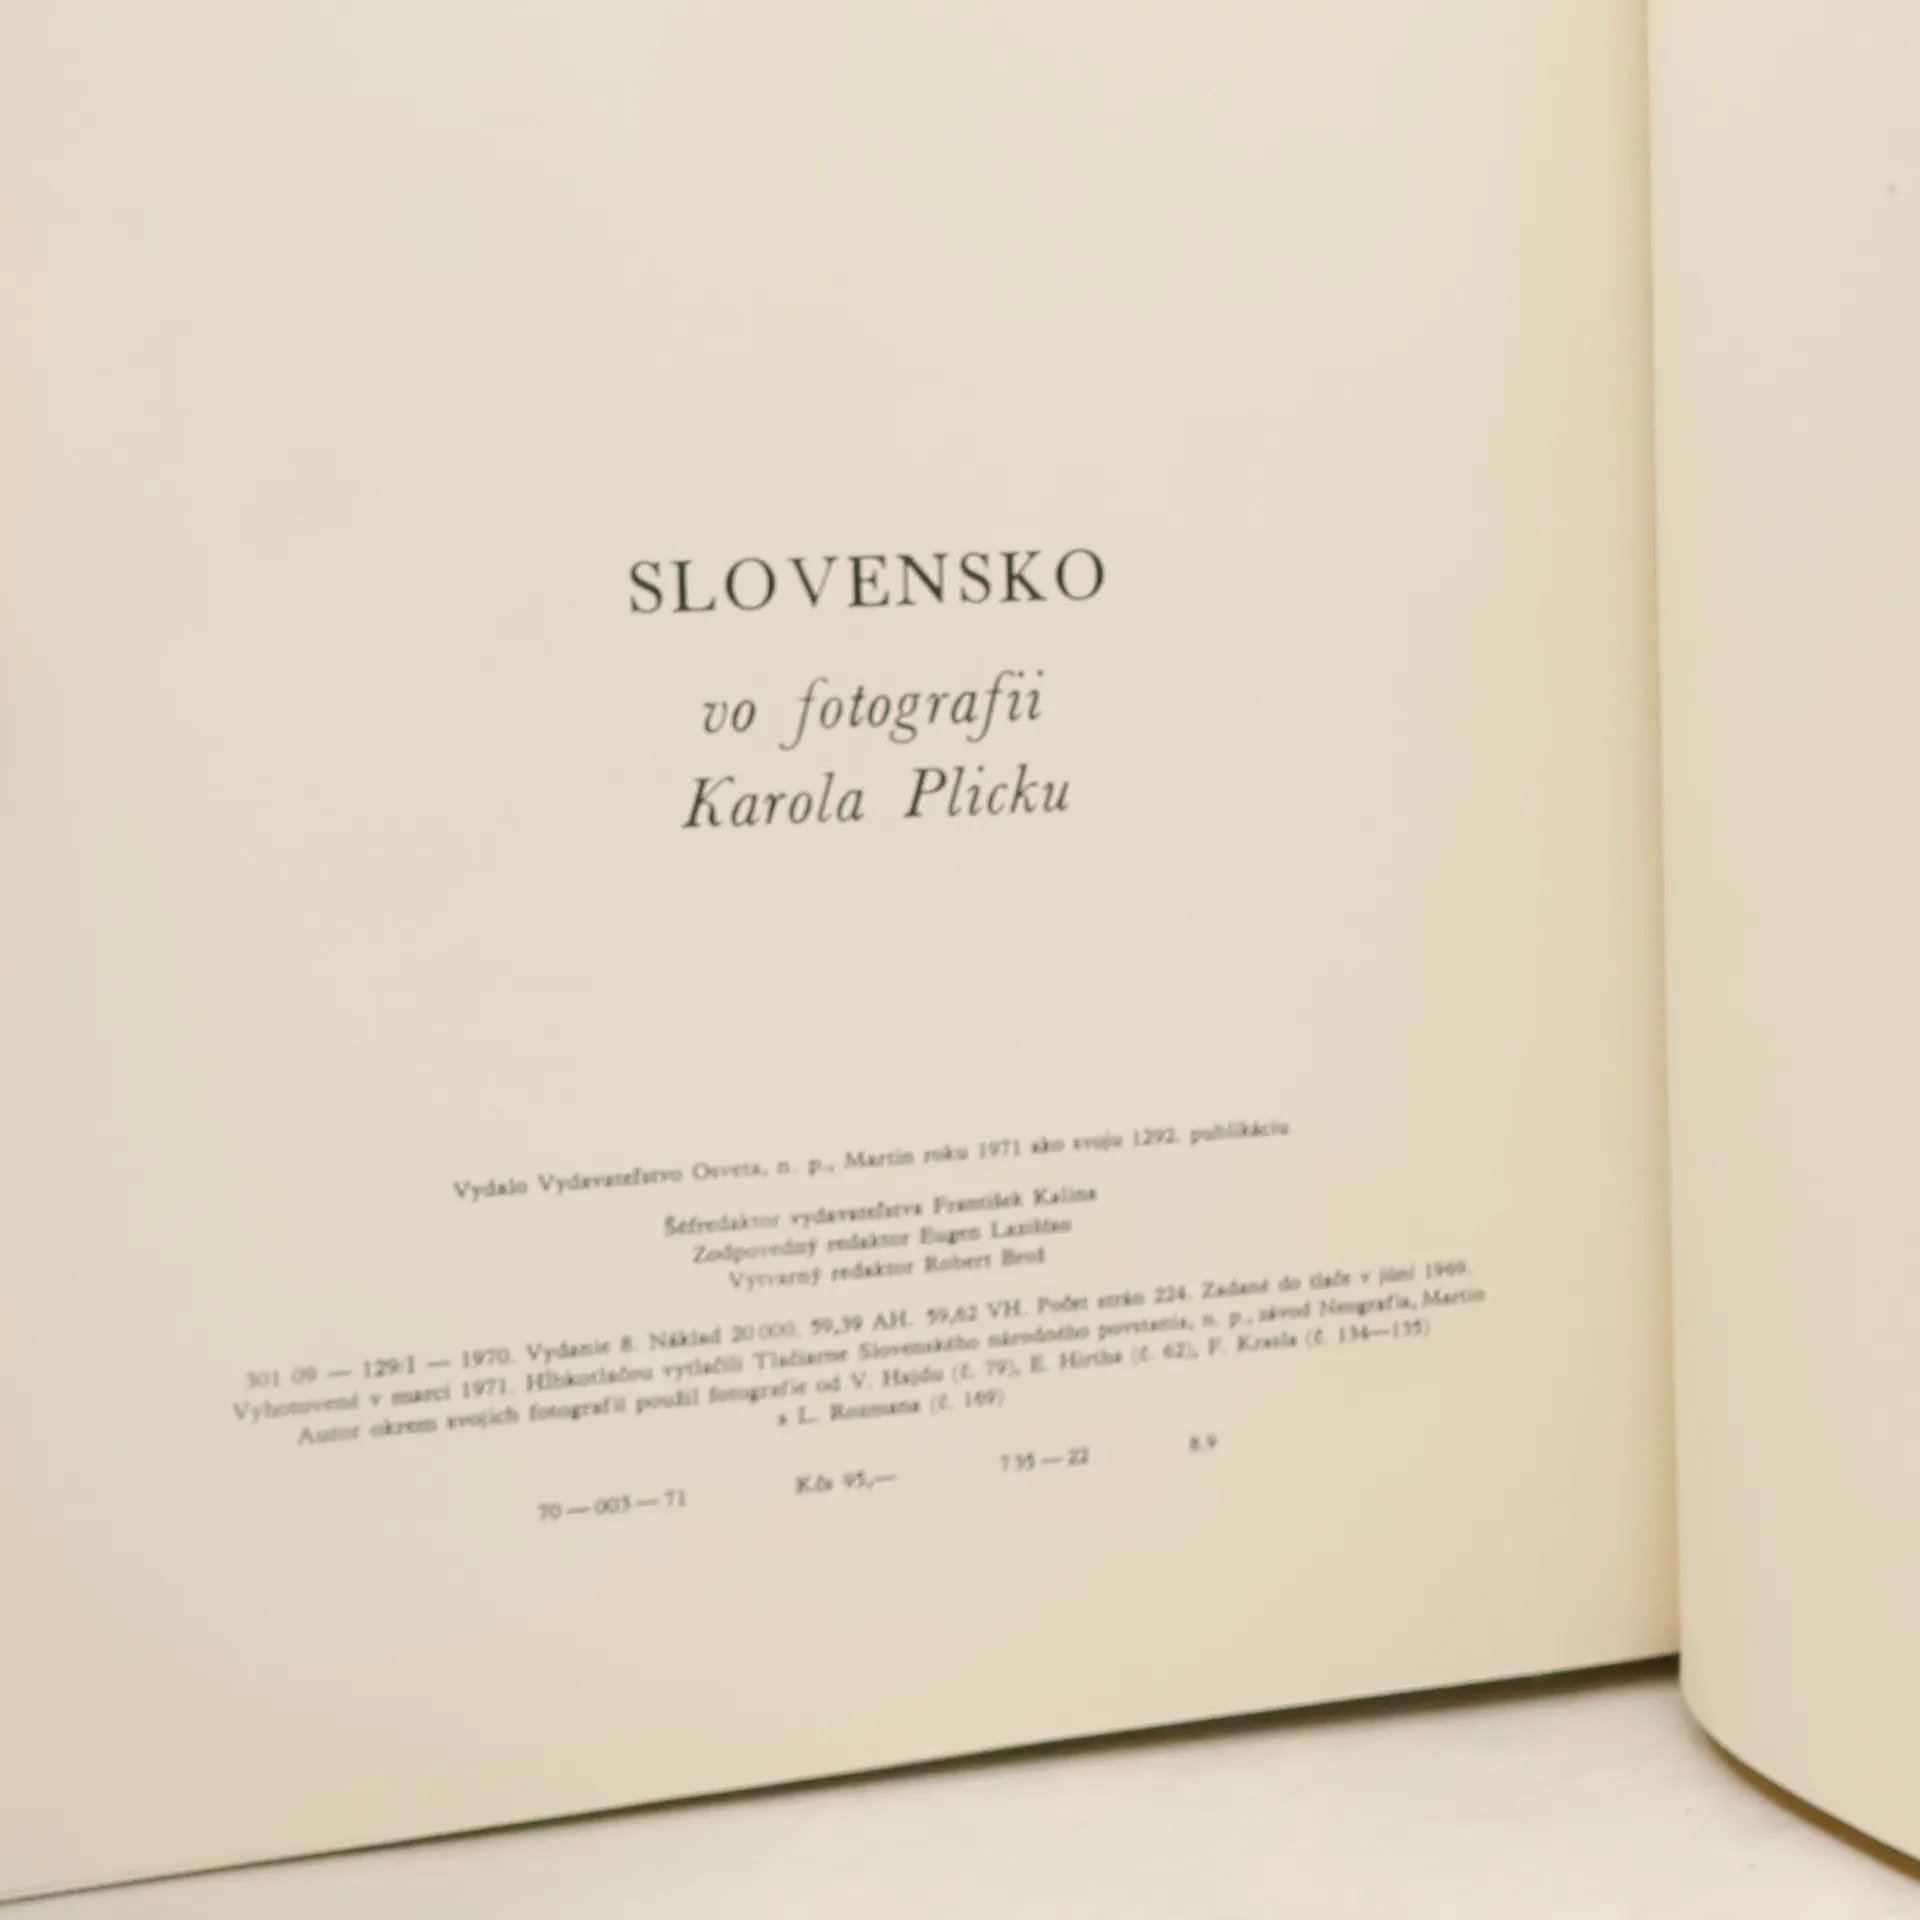 SLOVENSKO
vo fotografii
Karola Plicku
Vydalo Vydavateľstvo Osveta, n. p., Martin roku 1971 ako svoju 1292. publikáciu
Šéfredaktor vydavateľstva František Kalina
Zodpovedný redaktor Eugen Lazišťan
Výtvarný redaktor Robert Brož
301 09 — 129/I — 1970. Vydanie 8. Náklad 20 000. 59,39 AH. 59,62 VH. Počet strán 224. Zadané do tlače v júni 1969.
Vyhotovené v marci 1971. Hĺbkotlačou vytlačili Tlačiarne Slovenského národného povstania, n. p., závod Neografia, Martin
Autor okrem svojich fotografií použil fotografie od V. Hajdu (č. 79), E. Hirtha (č. 62), F. Krasla (č. 134—135)
a L. Rozmana (č. 169)
70 — 003 — 71 Kčs 95,— 735 — 22 8.9